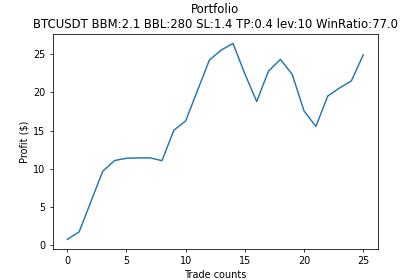 Portfolio
BTCUSDT BBM:2.1 BBL:280 SL:1.4 TP:0.4 lev:10 WinRatio:77.0
Profit ($)
25
20
15
10
5
0
0 5 10 15 20 25
Trade counts